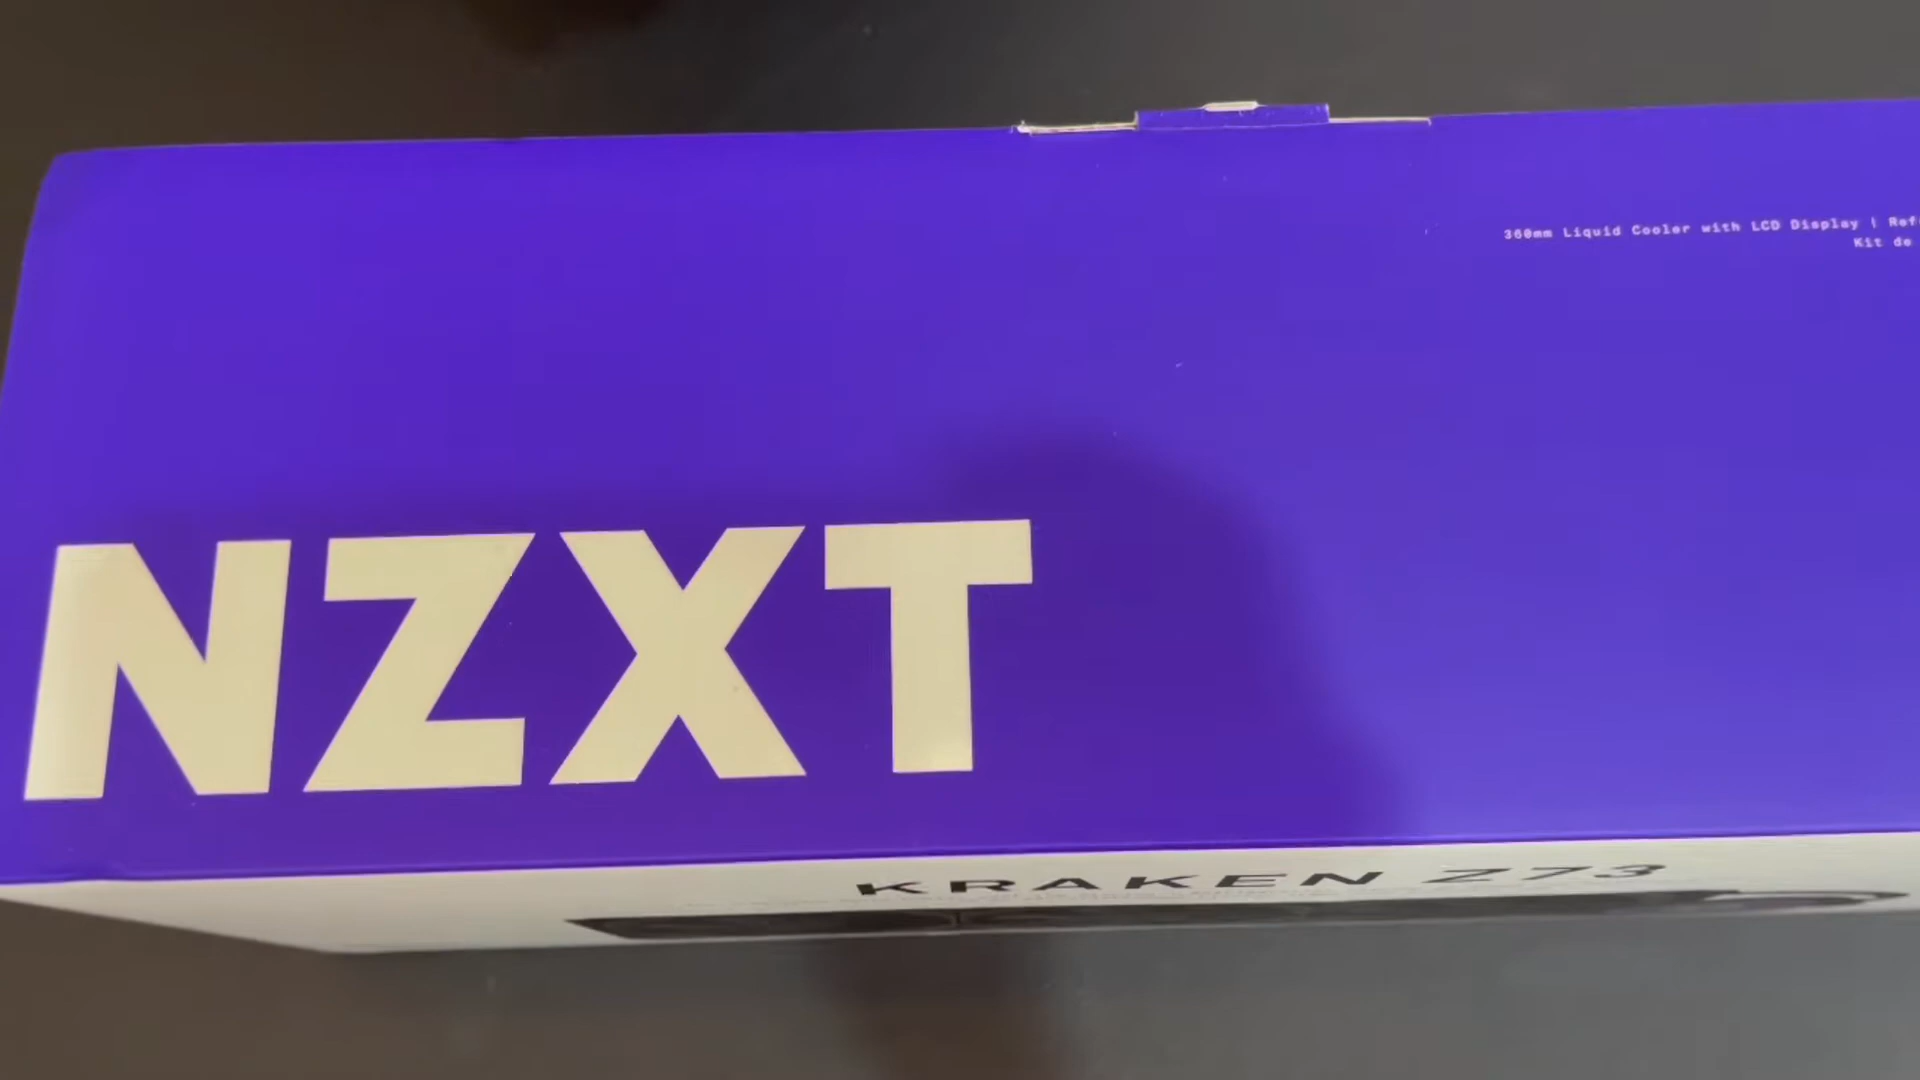 360mm Liquid Cooler with LCD Display |
Kit de
NZXT
KRAKEN Z73